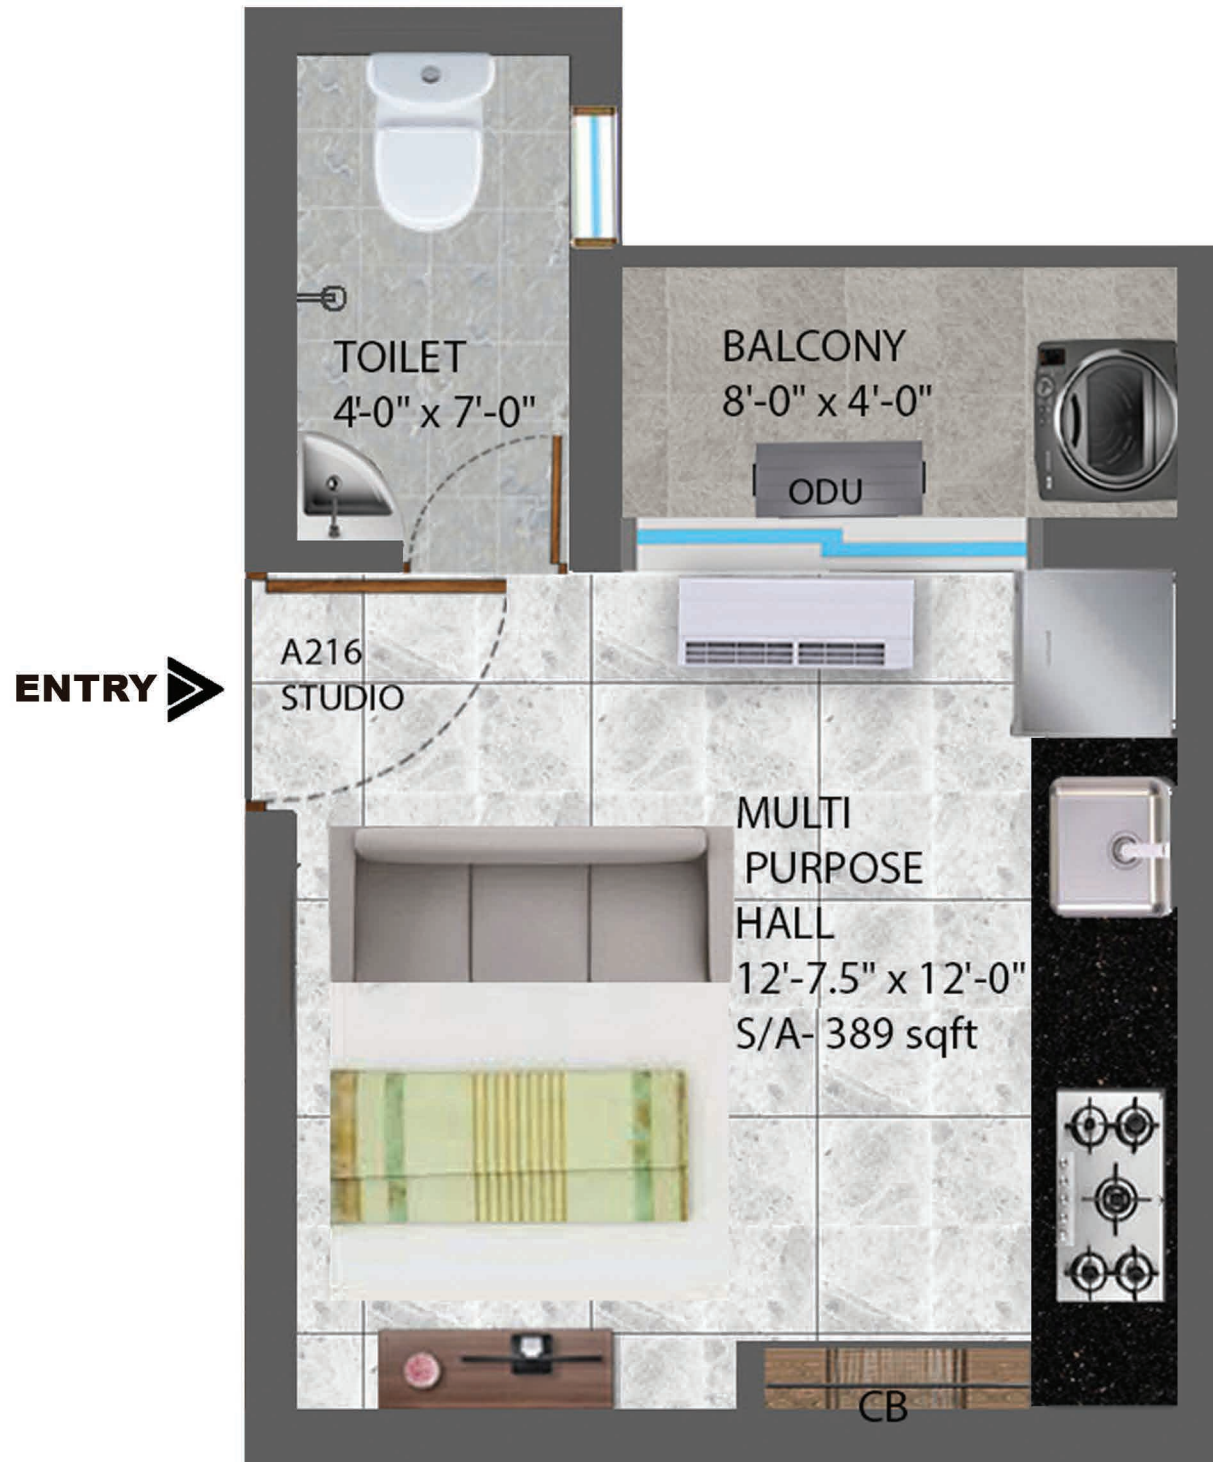 TOILET
4'-0" x 7'-0"
BALCONY
8'-0" x 4'-0"
ODU
A216
STUDIO
ENTRY
MULTI
PURPOSE
HALL
12'-7.5" x 12'-0"
S/A- 389 sqft
CB